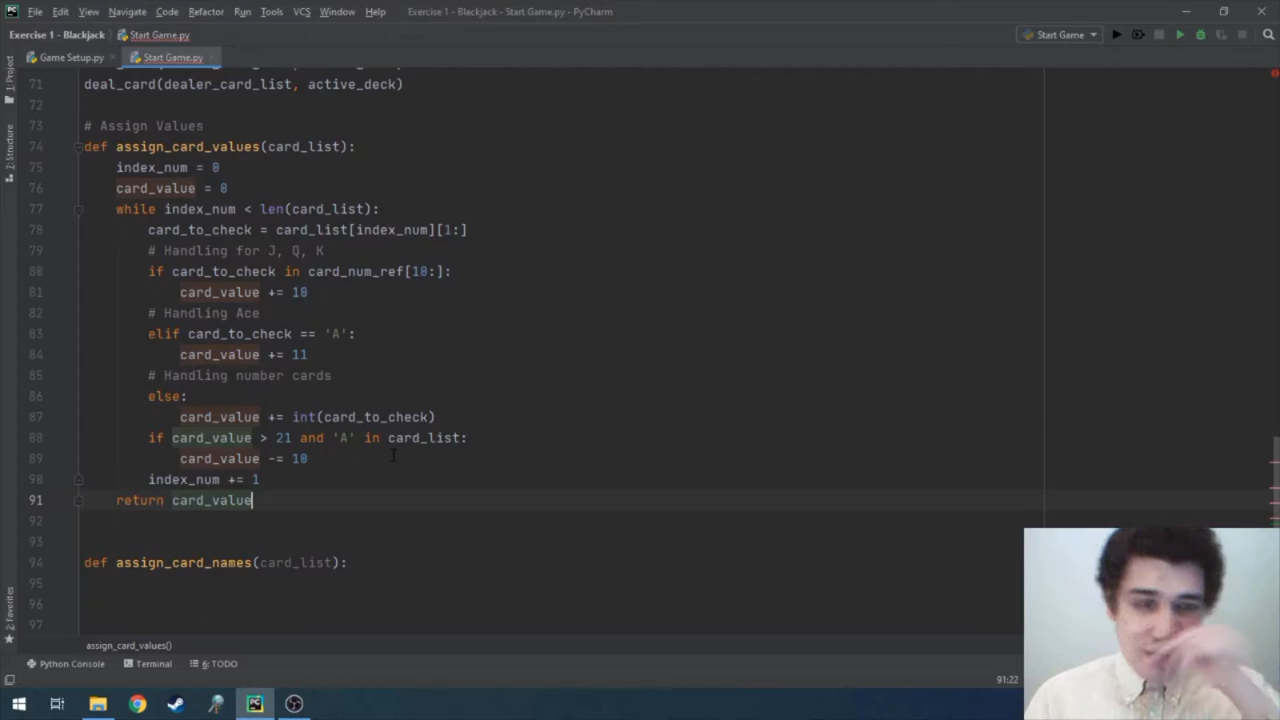 File Edit View Navigate Code Refactor Run Tools VCS Window Help Exercise 1 - Blackjack - Start Game.py - PyCharm
Exercise 1 - Blackjack Start Game.py Start Game
Game Setup.py Start Game.py
1: Project
71 deal_card(dealer_card_list, active_deck)
72
73 # Assign Values
74 def assign_card_values(card_list):
75 index_num = 0
76 card_value = 0
77 while index_num < len(card_list):
78 card_to_check = card_list[index_num][1:]
79 # Handling for J, Q, K
80 if card_to_check in card_num_ref[10:]:
81 card_value += 10
82 # Handling Ace
83 elif card_to_check == 'A':
84 card_value += 11
85 # Handling number cards
86 else:
87 card_value += int(card_to_check)
88 if card_value > 21 and 'A' in card_list:
89 card_value -= 10
90 index_num += 1
91 return card_value
92
93
94 def assign_card_names(card_list):
95
96
97
7: Structure
2: Favorites
assign_card_values()
Python Console Terminal 6: TODO
91:22